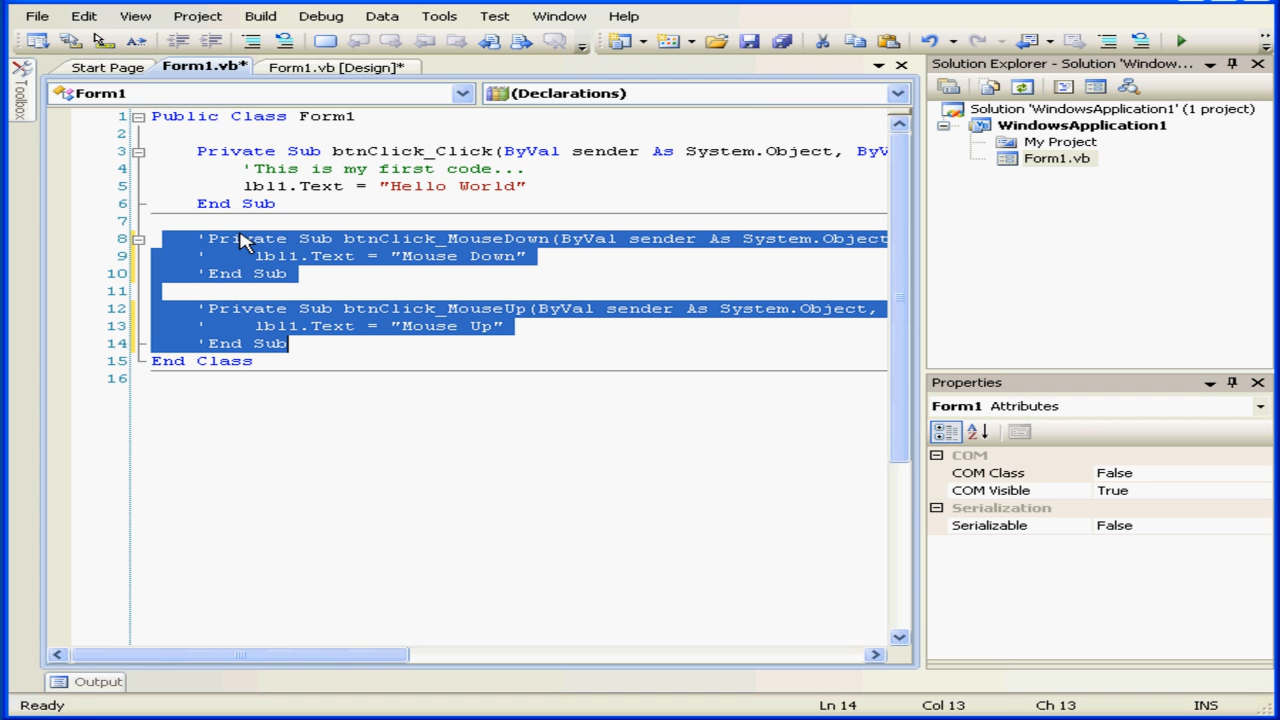 File Edit View Project Build Debug Data Tools Test Window Help
Start Page Form1.vb* Form1.vb [Design]*
Toolbox
Form1 (Declarations)
1 Public Class Form1
2
3 Private Sub btnClick_Click(ByVal sender As System.Object, ByV
4 'This is my first code...
5 lbl1.Text = "Hello World"
6 End Sub
7
8 'Private Sub btnClick_MouseDown(ByVal sender As System.Object
9 ' lbl1.Text = "Mouse Down"
10 'End Sub
11
12 'Private Sub btnClick_MouseUp(ByVal sender As System.Object,
13 ' lbl1.Text = "Mouse Up"
14 'End Sub
15 End Class
16
Solution Explorer - Solution 'Window...
Solution 'WindowsApplication1' (1 project)
WindowsApplication1
My Project
Form1.vb
Properties
Form1 Attributes
COM
COM Class False
COM Visible True
Serialization
Serializable False
Output
Ready Ln 14 Col 13 Ch 13 INS